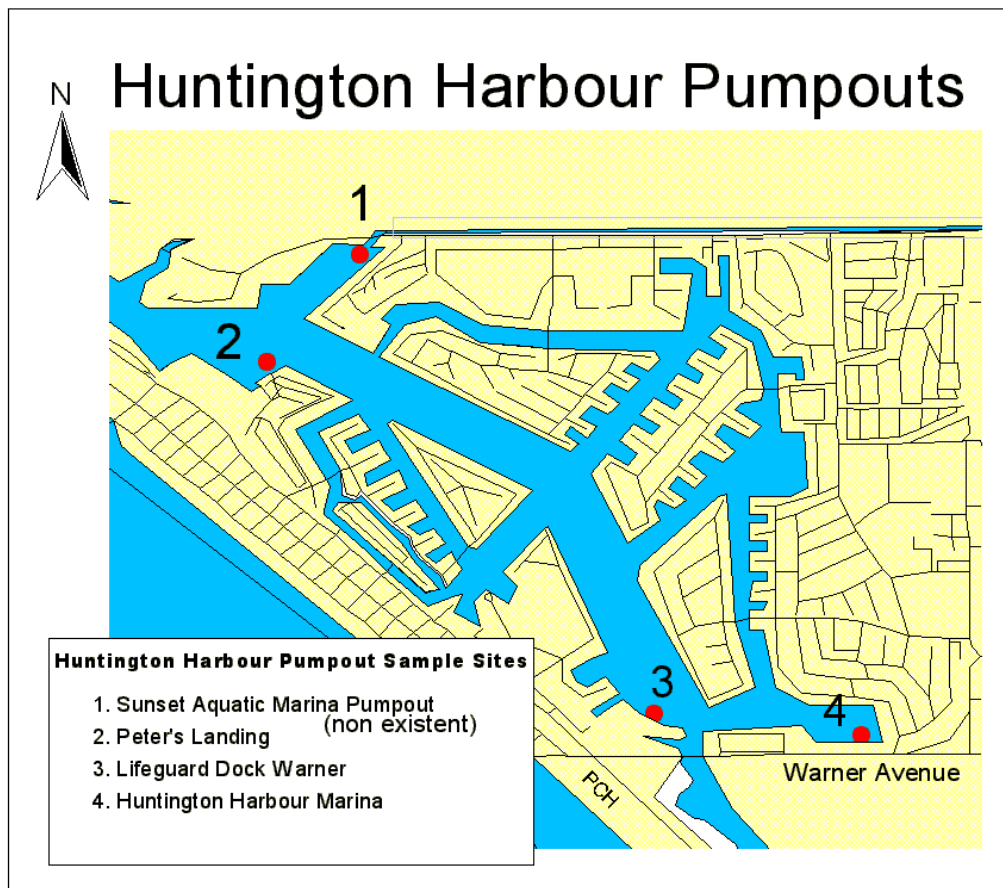 Huntington Harbour Pumpouts
N
1
2
3
4
Warner Avenue
PCH
Huntington Harbour Pumpout Sample Sites
1. Sunset Aquatic Marina Pumpout
(non existent)
2. Peter's Landing
3. Lifeguard Dock Warner
4. Huntington Harbour Marina